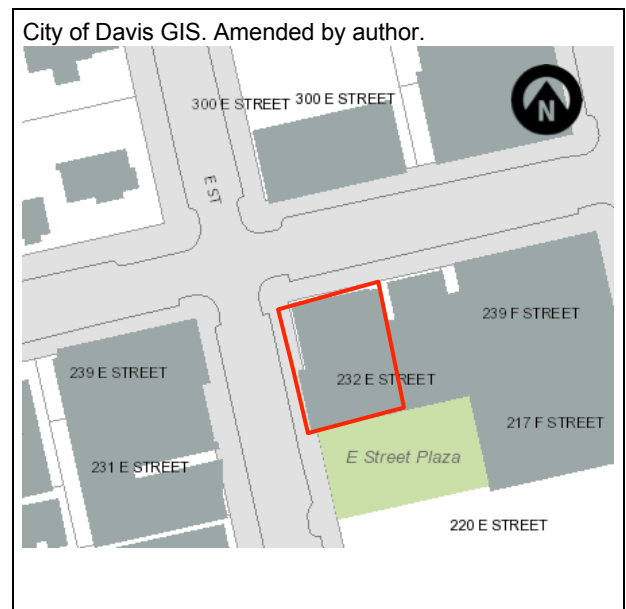 City of Davis GIS. Amended by author.
300 E STREET 300 E STREET
N
E ST
239 F STREET
239 E STREET
232 E STREET
217 F STREET
E Street Plaza
231 E STREET
220 E STREET